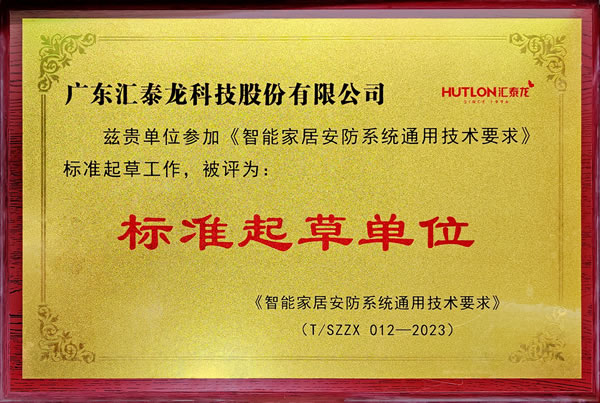 广东汇泰龙科技股份有限公司
HUTLON汇泰龙
SINCE 1996
兹贵单位参加《智能家居安防系统通用技术要求》
标准起草工作，被评为：
标准起草单位
《智能家居安防系统通用技术要求》
（T/SZZX 012—2023）